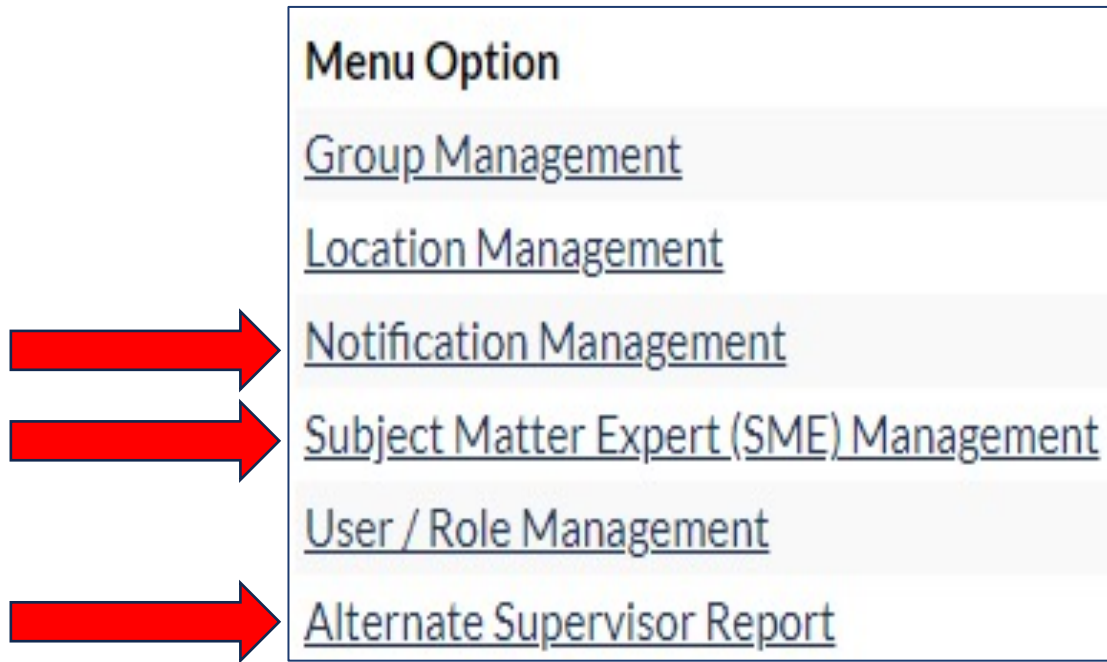 Menu Option
Group Management
Location Management
Notification Management
Subject Matter Expert (SME) Management
User / Role Management
Alternate Supervisor Report